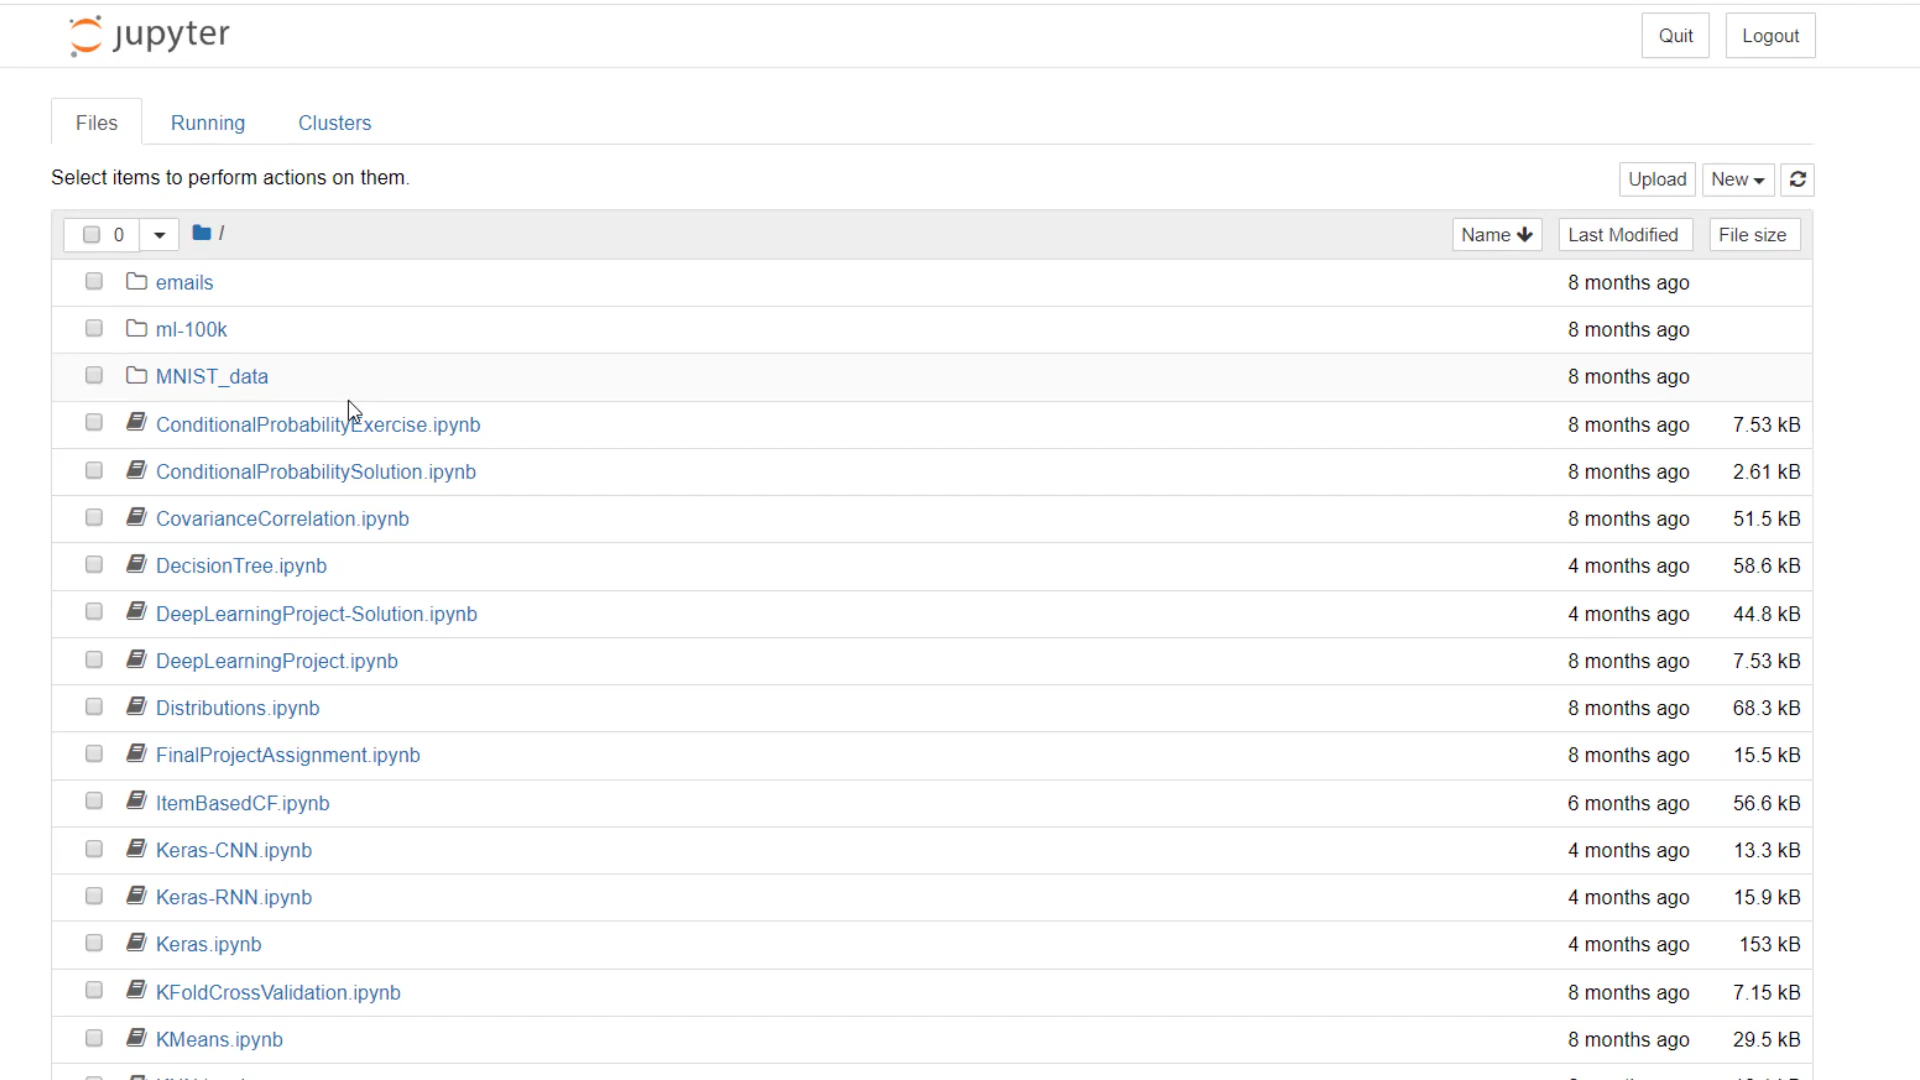 jupyter
Quit Logout
Files Running Clusters
Select items to perform actions on them.
Upload New
0 / Name Last Modified File size
emails 8 months ago
ml-100k 8 months ago
MNIST_data 8 months ago
ConditionalProbabilityExercise.ipynb 8 months ago 7.53 kB
ConditionalProbabilitySolution.ipynb 8 months ago 2.61 kB
CovarianceCorrelation.ipynb 8 months ago 51.5 kB
DecisionTree.ipynb 4 months ago 58.6 kB
DeepLearningProject-Solution.ipynb 4 months ago 44.8 kB
DeepLearningProject.ipynb 8 months ago 7.53 kB
Distributions.ipynb 8 months ago 68.3 kB
FinalProjectAssignment.ipynb 8 months ago 15.5 kB
ItemBasedCF.ipynb 6 months ago 56.6 kB
Keras-CNN.ipynb 4 months ago 13.3 kB
Keras-RNN.ipynb 4 months ago 15.9 kB
Keras.ipynb 4 months ago 153 kB
KFoldCrossValidation.ipynb 8 months ago 7.15 kB
KMeans.ipynb 8 months ago 29.5 kB